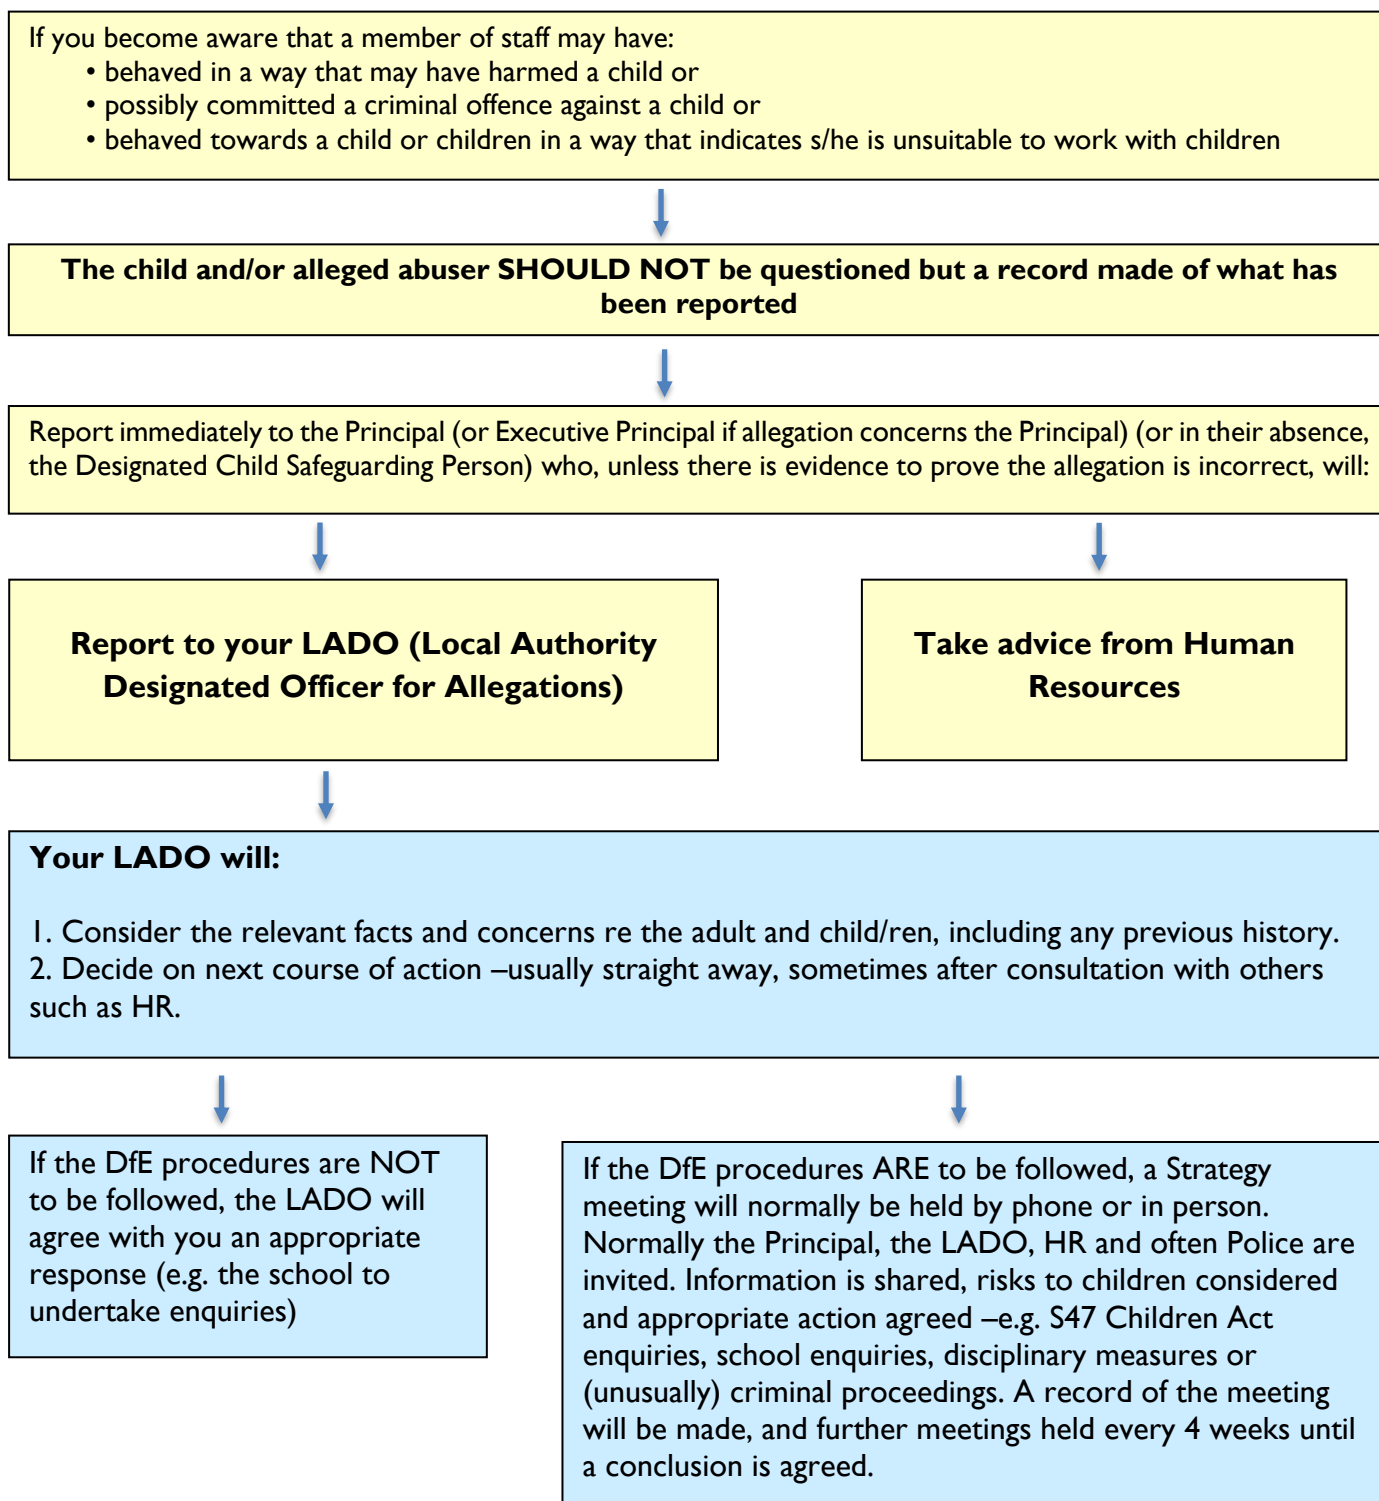 If you become aware that a member of staff may have:
• behaved in a way that may have harmed a child or
• possibly committed a criminal offence against a child or
• behaved towards a child or children in a way that indicates s/he is unsuitable to work with children
The child and/or alleged abuser SHOULD NOT be questioned but a record made of what has
been reported
Report immediately to the Principal (or Executive Principal if allegation concerns the Principal) (or in their absence,
the Designated Child Safeguarding Person) who, unless there is evidence to prove the allegation is incorrect, will:
Report to your LADO (Local Authority
Designated Officer for Allegations)
Take advice from Human
Resources
Your LADO will:
1. Consider the relevant facts and concerns re the adult and child/ren, including any previous history.
2. Decide on next course of action –usually straight away, sometimes after consultation with others
such as HR.
If the DfE procedures are NOT
to be followed, the LADO will
agree with you an appropriate
response (e.g. the school to
undertake enquiries)
If the DfE procedures ARE to be followed, a Strategy
meeting will normally be held by phone or in person.
Normally the Principal, the LADO, HR and often Police are
invited. Information is shared, risks to children considered
and appropriate action agreed –e.g. S47 Children Act
enquiries, school enquiries, disciplinary measures or
(unusually) criminal proceedings. A record of the meeting
will be made, and further meetings held every 4 weeks until
a conclusion is agreed.